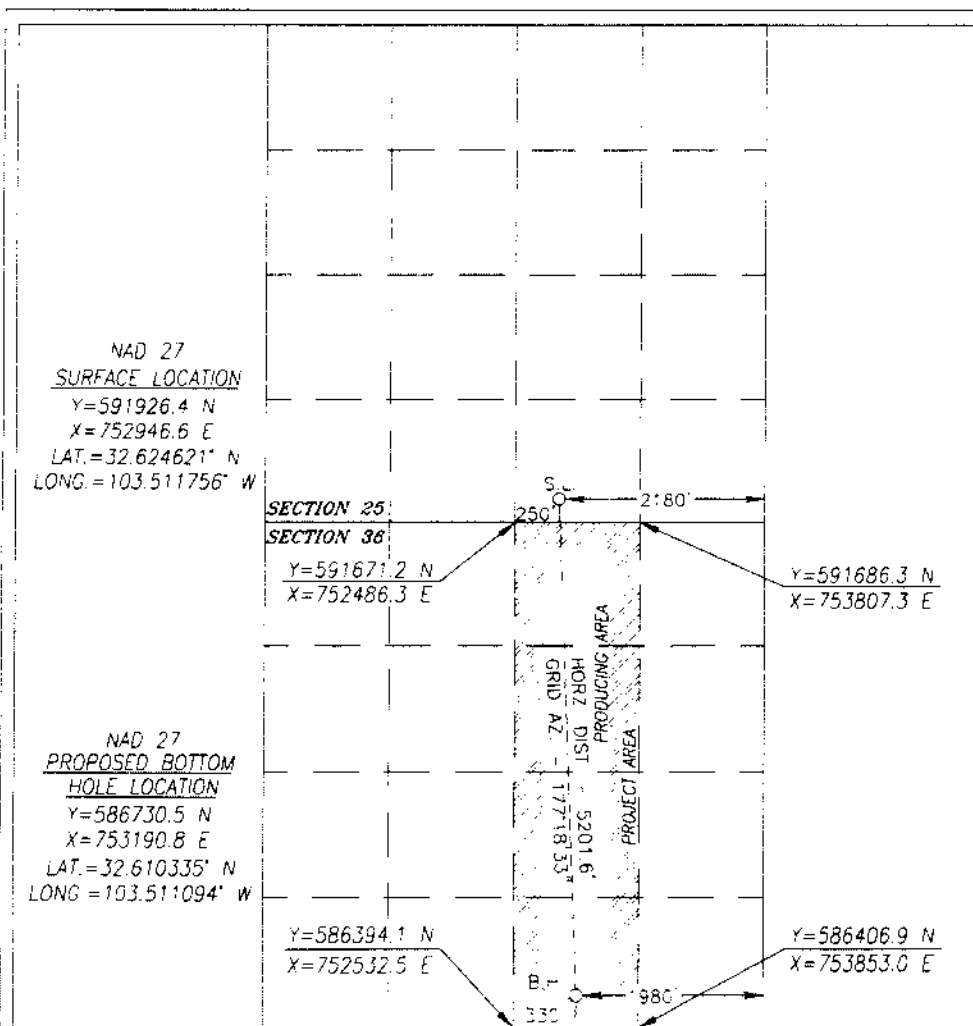 NAD 27
SURFACE LOCATION
Y=591926.4 N
X=752946.6 E
LAT.=32.624621° N
LONG.=103.511756° W
SECTION 25
SECTION 36
250'
2180'
Y=591671.2 N
X=752486.3 E
Y=591686.3 N
X=753807.3 E
PRODUCING AREA
HORZ DIST - 5201.6'
GRID AZ - 177°18'33"
PROJECT AREA
NAD 27
PROPOSED BOTTOM
HOLE LOCATION
Y=586730.5 N
X=753190.8 E
LAT.=32.610335° N
LONG =103.511094° W
Y=586394.1 N
X=752532.5 E
Y=586406.9 N
X=753853.0 E